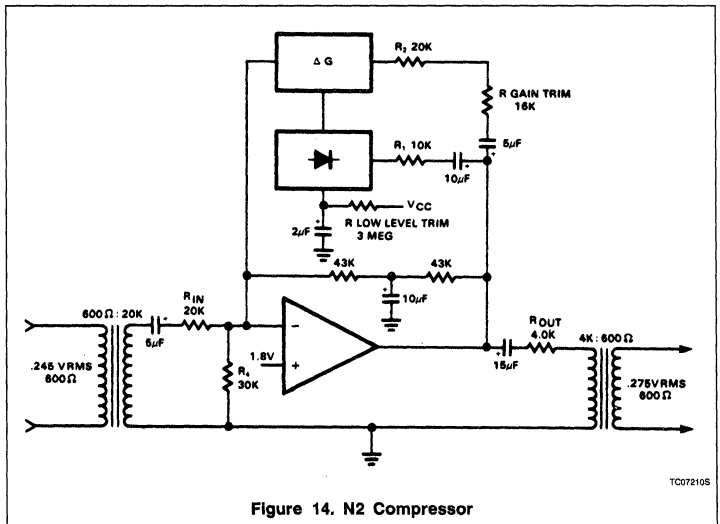 Δ G
R₂ 20K
R GAIN TRIM
16K
5μF
R₁ 10K
10μF
VCC
R LOW LEVEL TRIM
3 MEG
2μF
43K
43K
10μF
600Ω : 20K
RIN
20K
5μF
.245 VRMS
600Ω
R₄
30K
1.8V
−
+
15μF
ROUT
4.0K
4K : 600Ω
.275VRMS
600Ω
TC07210S
Figure 14. N2 Compressor